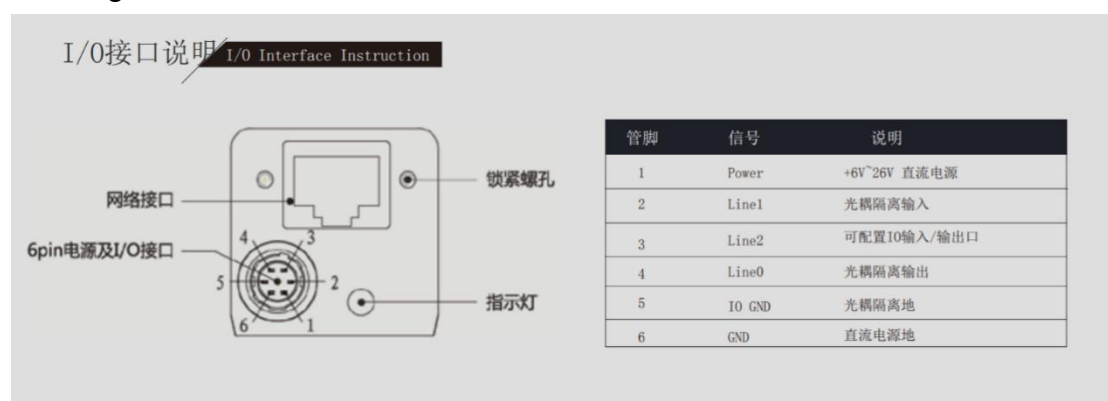 I/O接口说明
I/O Interface Instruction
网络接口
6pin电源及I/O接口
锁紧螺孔
指示灯
4 3
5 2
6 1
管脚 信号 说明
1 Power +6V~26V 直流电源
2 Line1 光耦隔离输入
3 Line2 可配置IO输入/输出口
4 Line0 光耦隔离输出
5 IO GND 光耦隔离地
6 GND 直流电源地